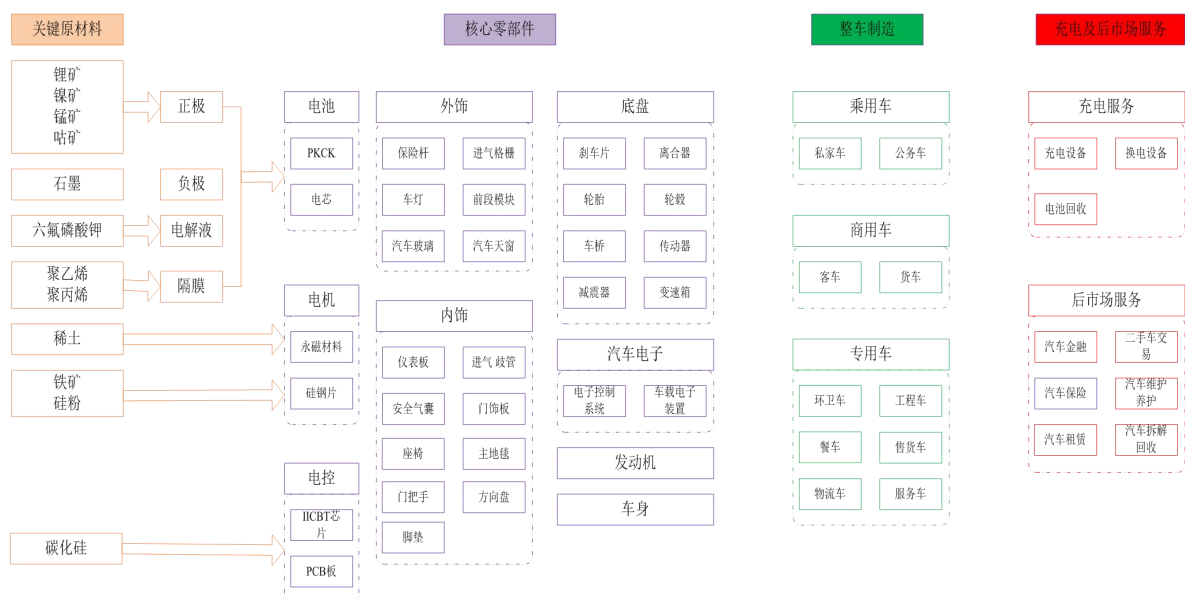 关键原材料
核心零部件
整车制造
充电及后市场服务
锂矿
镍矿
锰矿
咕矿
正极
石墨
负极
六氟磷酸钾
电解液
聚乙烯
聚丙烯
隔膜
稀土
铁矿
硅粉
碳化硅
电池
PKCK
电芯
电机
永磁材料
硅钢片
电控
IICBT芯
片
PCB板
外饰
保险杆
进气格栅
车灯
前段模块
汽车玻璃
汽车天窗
内饰
仪表板
进气 歧管
安全气囊
门饰板
座椅
主地毯
门把手
方向盘
脚垫
底盘
刹车片
离合器
轮胎
轮毂
车桥
传动器
减震器
变速箱
汽车电子
电子控制
系统
车载电子
装置
发动机
车身
乘用车
私家车
公务车
商用车
客车
货车
专用车
环卫车
工程车
餐车
售货车
物流车
服务车
充电服务
充电设备
换电设备
电池回收
后市场服务
汽车金融
二手车交
易
汽车保险
汽车维护
养护
汽车租赁
汽车拆解
回收